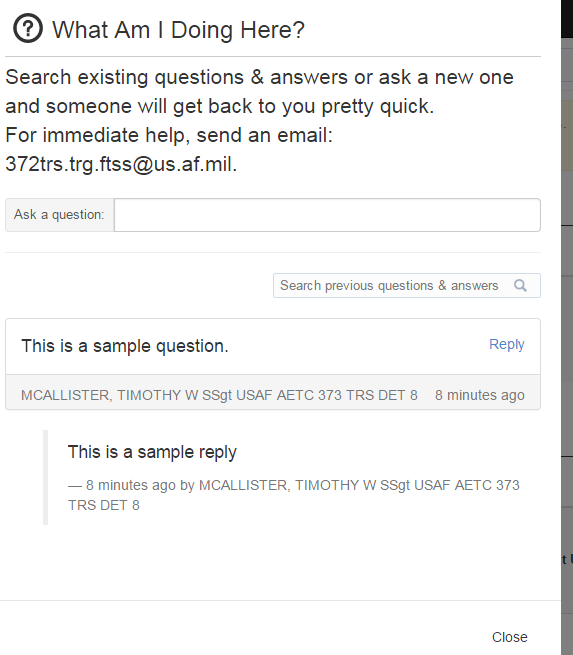 What Am I Doing Here?
Search existing questions & answers or ask a new one
and someone will get back to you pretty quick.
For immediate help, send an email:
372trs.trg.ftss@us.af.mil.
Ask a question:
Search previous questions & answers
This is a sample question.
Reply
MCALLISTER, TIMOTHY W SSgt USAF AETC 373 TRS DET 8
8 minutes ago
This is a sample reply
— 8 minutes ago by MCALLISTER, TIMOTHY W SSgt USAF AETC 373
TRS DET 8
Close